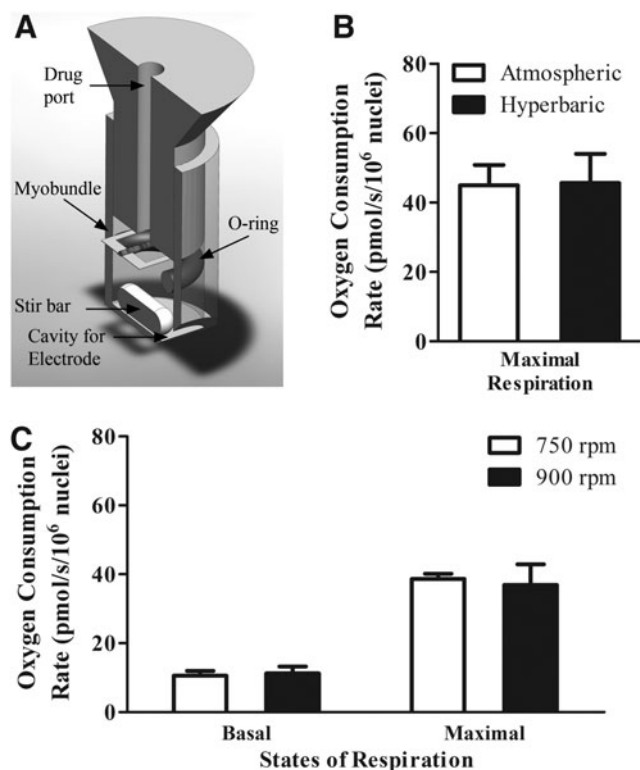 A
Drug
port
Myobundle
O-ring
Stir bar
Cavity for
Electrode
B
Oxygen Consumption
Rate (pmol/s/10⁶ nuclei)
80
60
40
20
0
Atmospheric
Hyperbaric
Maximal
Respiration
C
Oxygen Consumption
Rate (pmol/s/10⁶ nuclei)
80
60
40
20
0
750 rpm
900 rpm
Basal
Maximal
States of Respiration